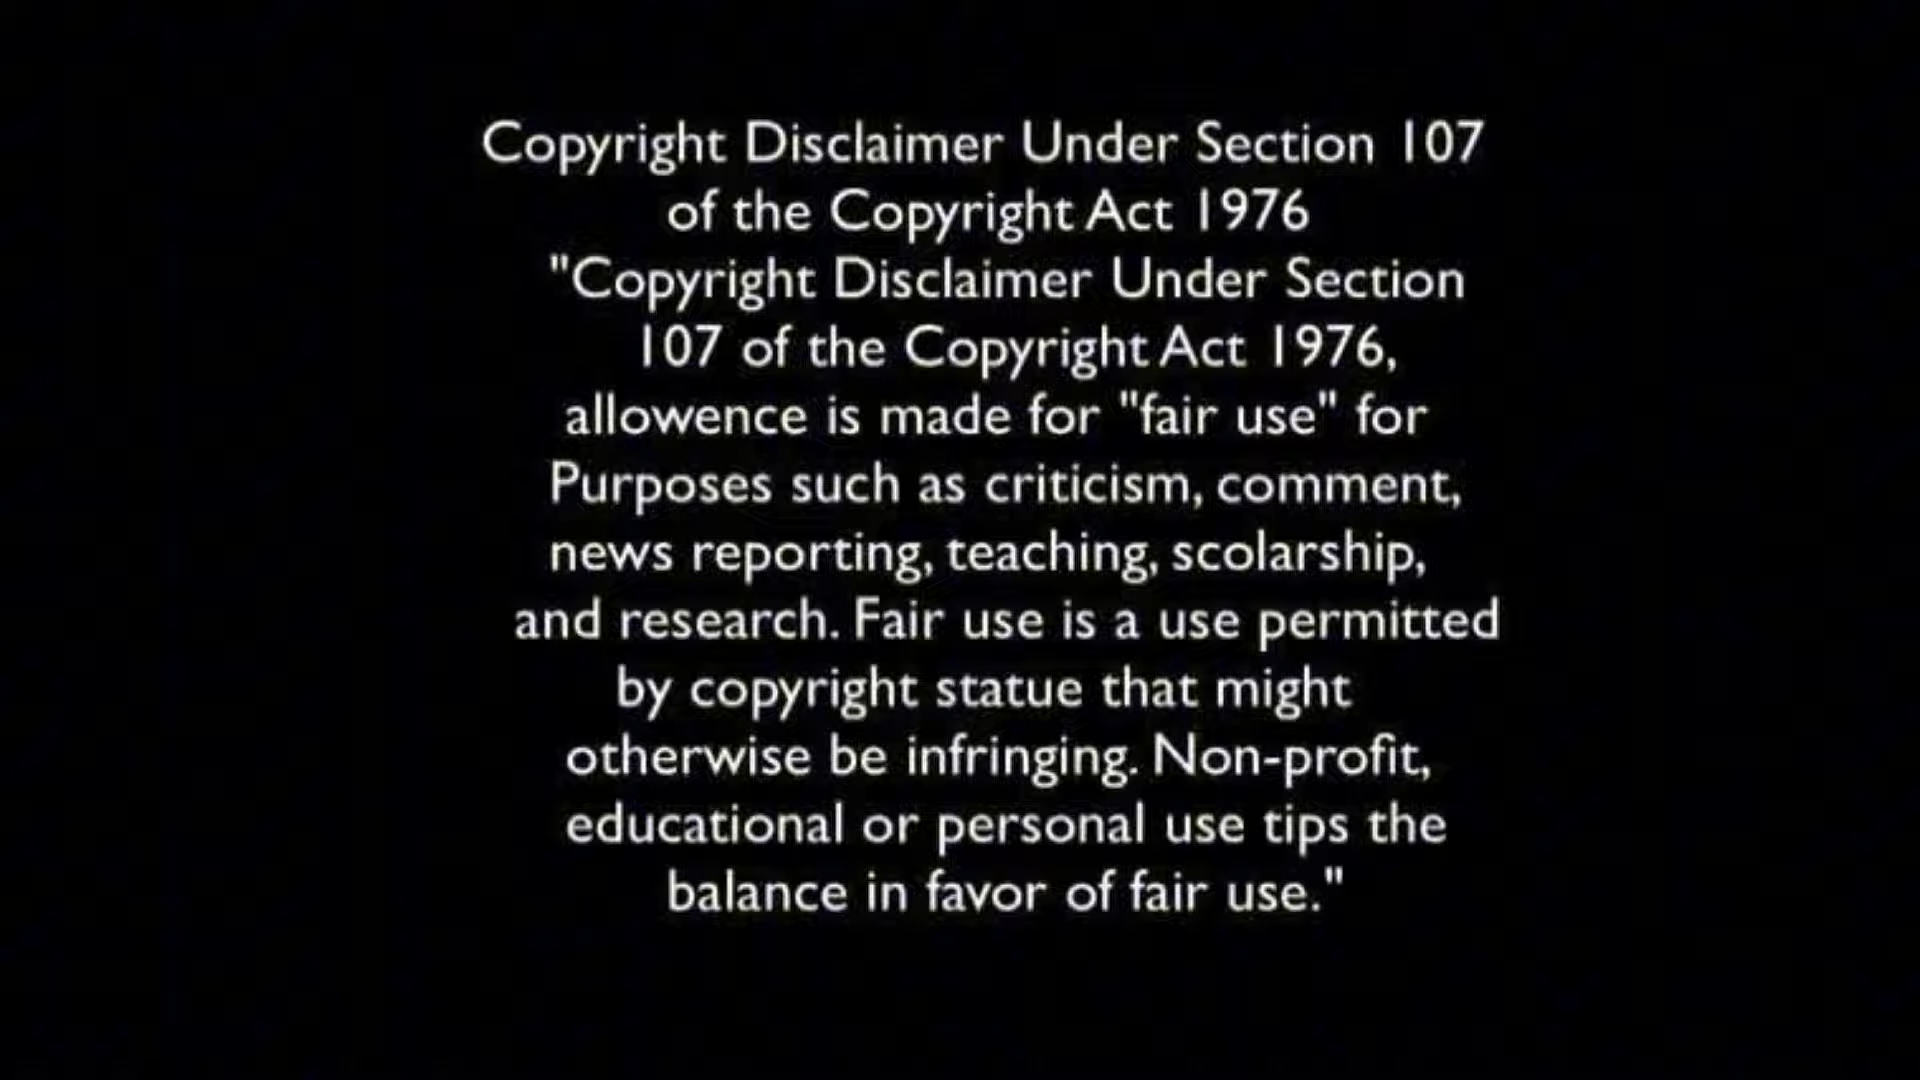 Copyright Disclaimer Under Section 107
of the Copyright Act 1976
"Copyright Disclaimer Under Section
107 of the Copyright Act 1976,
allowence is made for "fair use" for
Purposes such as criticism, comment,
news reporting, teaching, scolarship,
and research. Fair use is a use permitted
by copyright statue that might
otherwise be infringing. Non-profit,
educational or personal use tips the
balance in favor of fair use."